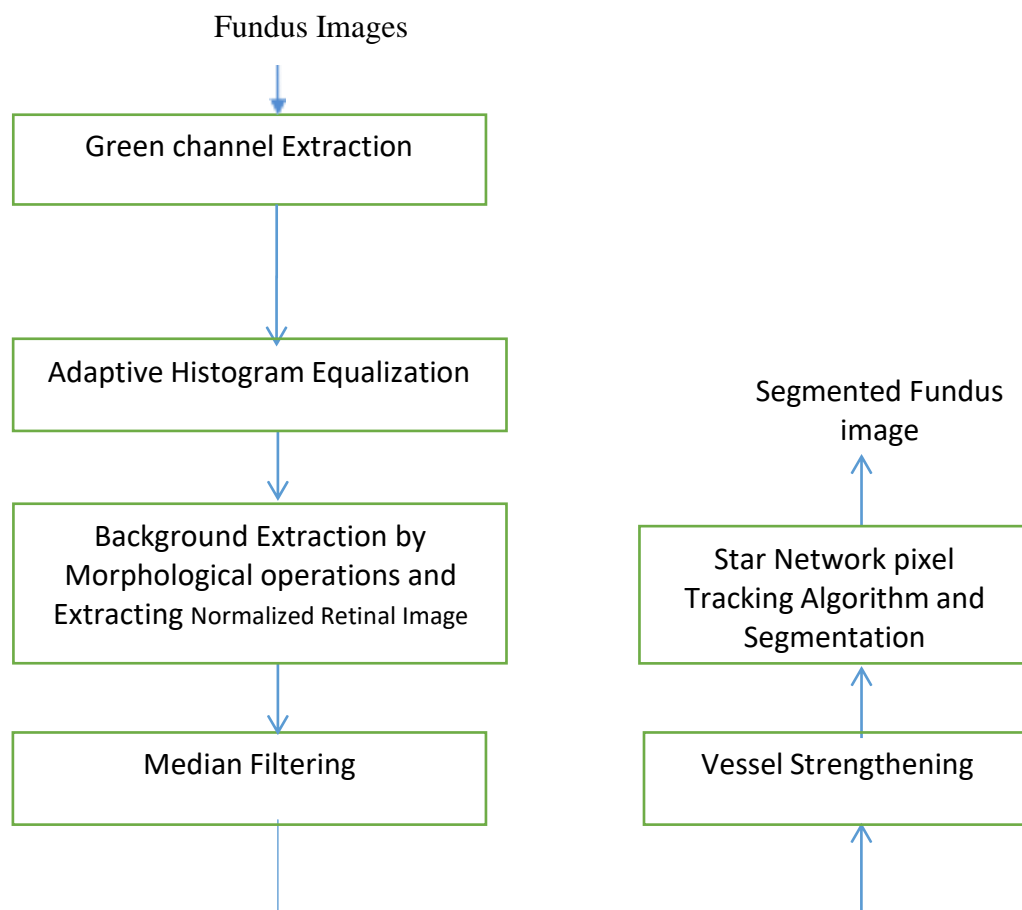 Fundus Images
Green channel Extraction
Adaptive Histogram Equalization
Background Extraction by
Morphological operations and
Extracting Normalized Retinal Image
Median Filtering
Vessel Strengthening
Star Network pixel
Tracking Algorithm and
Segmentation
Segmented Fundus
image